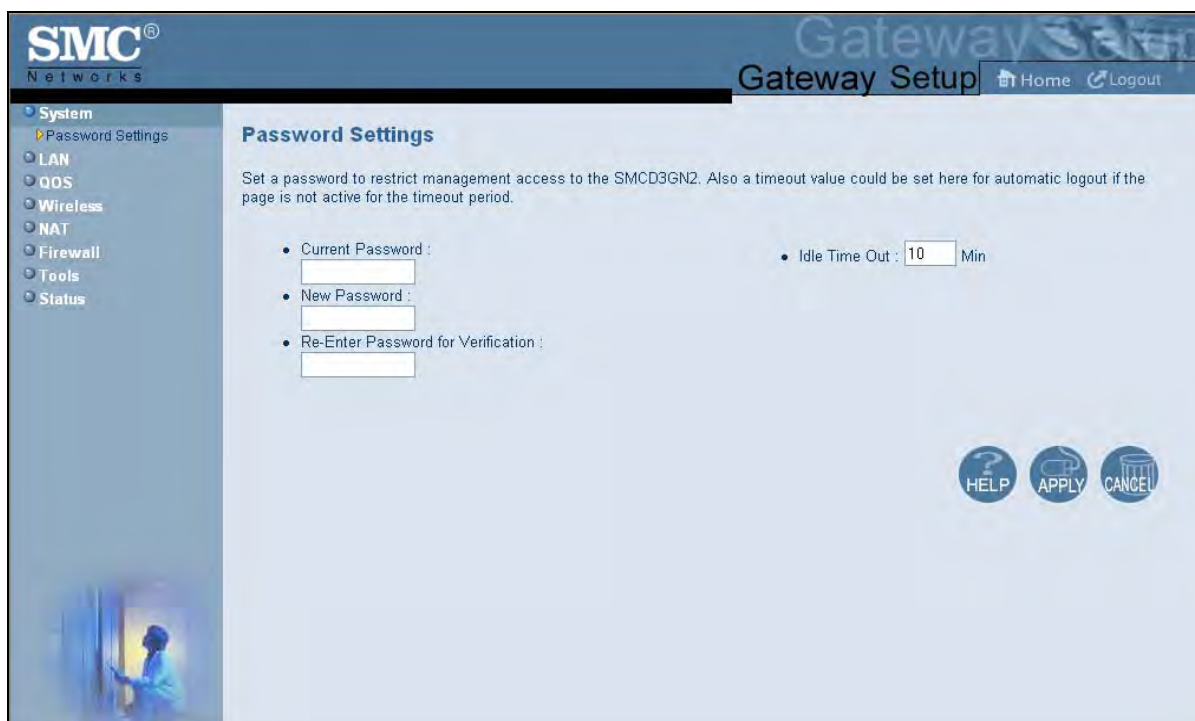 SMC®
Networks
Gateway Setup
Gateway Setup
Home
Logout
System
Password Settings
LAN
QOS
Wireless
NAT
Firewall
Tools
Status
Password Settings
Set a password to restrict management access to the SMCD3GN2. Also a timeout value could be set here for automatic logout if the
page is not active for the timeout period.
Current Password :
Idle Time Out : 10 Min
New Password :
Re-Enter Password for Verification :
HELP
APPLY
CANCEL